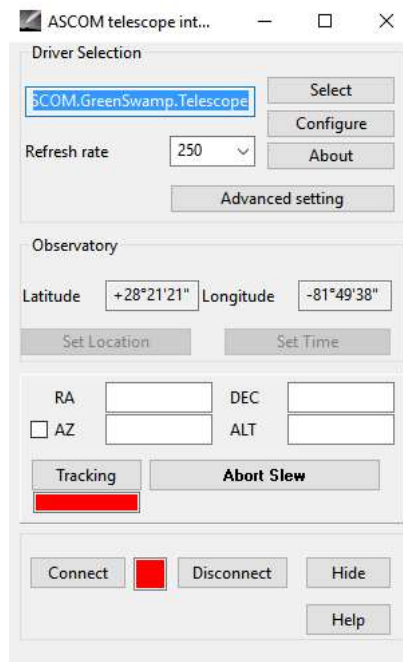 ASCOM telescope int...
Driver Selection
SCOM.GreenSwamp.Telescope
Select
Configure
Refresh rate
250
About
Advanced setting
Observatory
Latitude +28°21'21" Longitude -81°49'38"
Set Location Set Time
RA DEC
AZ ALT
Tracking Abort Slew
Connect Disconnect Hide
Help